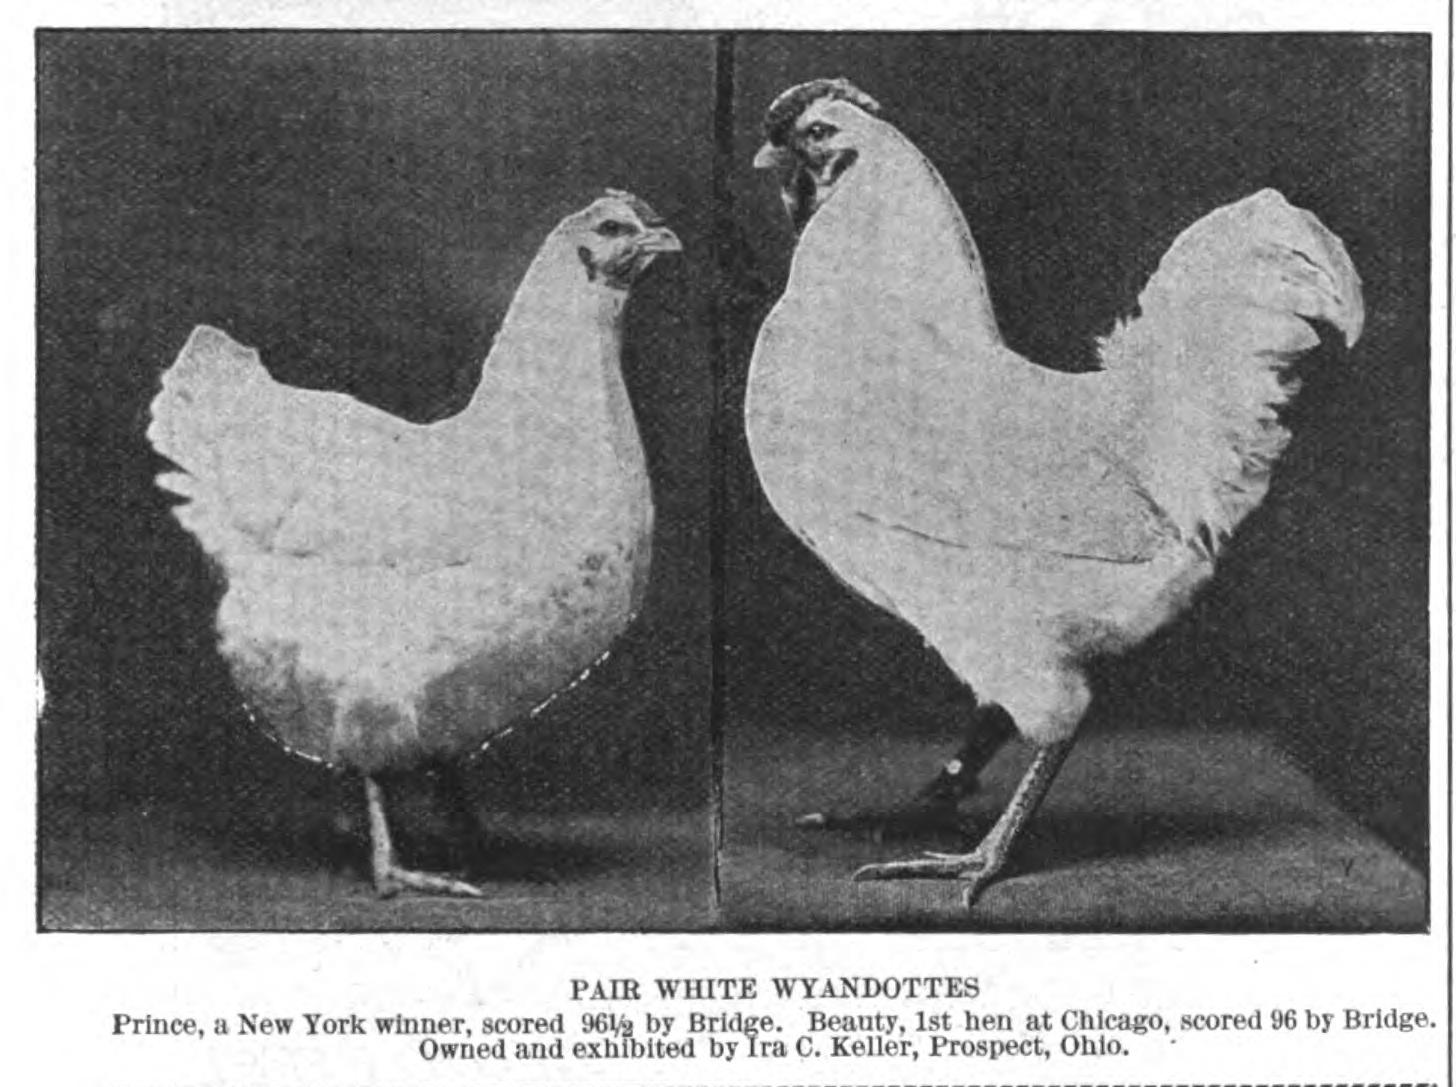 PAIR WHITE WYANDOTTES
Prince, a New York winner, scored 96½ by Bridge. Beauty, 1st hen at Chicago, scored 96 by Bridge.
Owned and exhibited by Ira C. Keller, Prospect, Ohio.